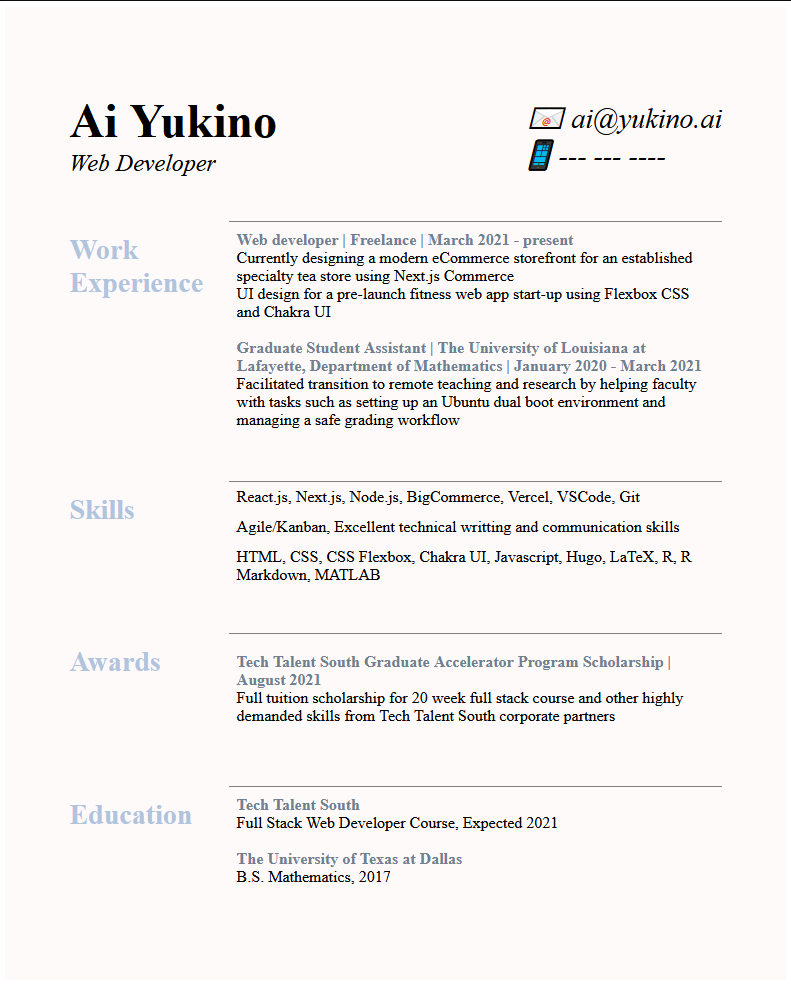 Ai Yukino
Web Developer
ai@yukino.ai
--- --- ----
Work
Experience
Web developer | Freelance | March 2021 - present
Currently designing a modern eCommerce storefront for an established
specialty tea store using Next.js Commerce
UI design for a pre-launch fitness web app start-up using Flexbox CSS
and Chakra UI
Graduate Student Assistant | The University of Louisiana at
Lafayette, Department of Mathematics | January 2020 - March 2021
Facilitated transition to remote teaching and research by helping faculty
with tasks such as setting up an Ubuntu dual boot environment and
managing a safe grading workflow
Skills
React.js, Next.js, Node.js, BigCommerce, Vercel, VSCode, Git
Agile/Kanban, Excellent technical writting and communication skills
HTML, CSS, CSS Flexbox, Chakra UI, Javascript, Hugo, LaTeX, R, R
Markdown, MATLAB
Awards
Tech Talent South Graduate Accelerator Program Scholarship |
August 2021
Full tuition scholarship for 20 week full stack course and other highly
demanded skills from Tech Talent South corporate partners
Education
Tech Talent South
Full Stack Web Developer Course, Expected 2021
The University of Texas at Dallas
B.S. Mathematics, 2017